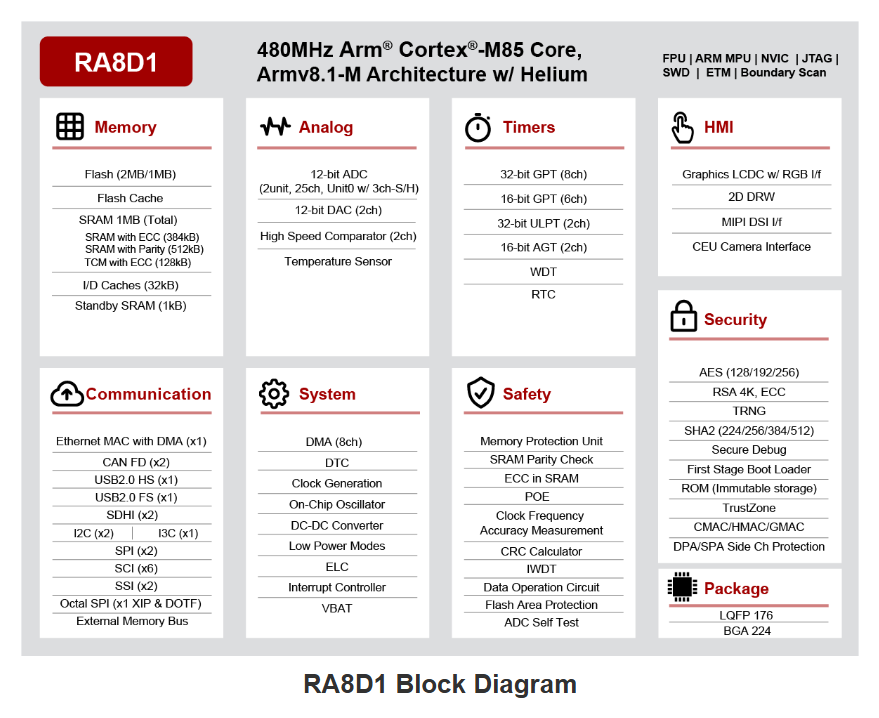 RA8D1
480MHz Arm® Cortex®-M85 Core,
Armv8.1-M Architecture w/ Helium
FPU | ARM MPU | NVIC | JTAG |
SWD | ETM | Boundary Scan
Memory
Flash (2MB/1MB)
Flash Cache
SRAM 1MB (Total)
SRAM with ECC (384kB)
SRAM with Parity (512kB)
TCM with ECC (128kB)
I/D Caches (32kB)
Standby SRAM (1kB)
Analog
12-bit ADC
(2unit, 25ch, Unit0 w/ 3ch-S/H)
12-bit DAC (2ch)
High Speed Comparator (2ch)
Temperature Sensor
Timers
32-bit GPT (8ch)
16-bit GPT (6ch)
32-bit ULPT (2ch)
16-bit AGT (2ch)
WDT
RTC
HMI
Graphics LCDC w/ RGB I/f
2D DRW
MIPI DSI I/f
CEU Camera Interface
Communication
Ethernet MAC with DMA (x1)
CAN FD (x2)
USB2.0 HS (x1)
USB2.0 FS (x1)
SDHI (x2)
I2C (x2) | I3C (x1)
SPI (x2)
SCI (x6)
SSI (x2)
Octal SPI (x1 XIP & DOTF)
External Memory Bus
System
DMA (8ch)
DTC
Clock Generation
On-Chip Oscillator
DC-DC Converter
Low Power Modes
ELC
Interrupt Controller
VBAT
Safety
Memory Protection Unit
SRAM Parity Check
ECC in SRAM
POE
Clock Frequency
Accuracy Measurement
CRC Calculator
IWDT
Data Operation Circuit
Flash Area Protection
ADC Self Test
Security
AES (128/192/256)
RSA 4K, ECC
TRNG
SHA2 (224/256/384/512)
Secure Debug
First Stage Boot Loader
ROM (Immutable storage)
TrustZone
CMAC/HMAC/GMAC
DPA/SPA Side Ch Protection
Package
LQFP 176
BGA 224
RA8D1 Block Diagram